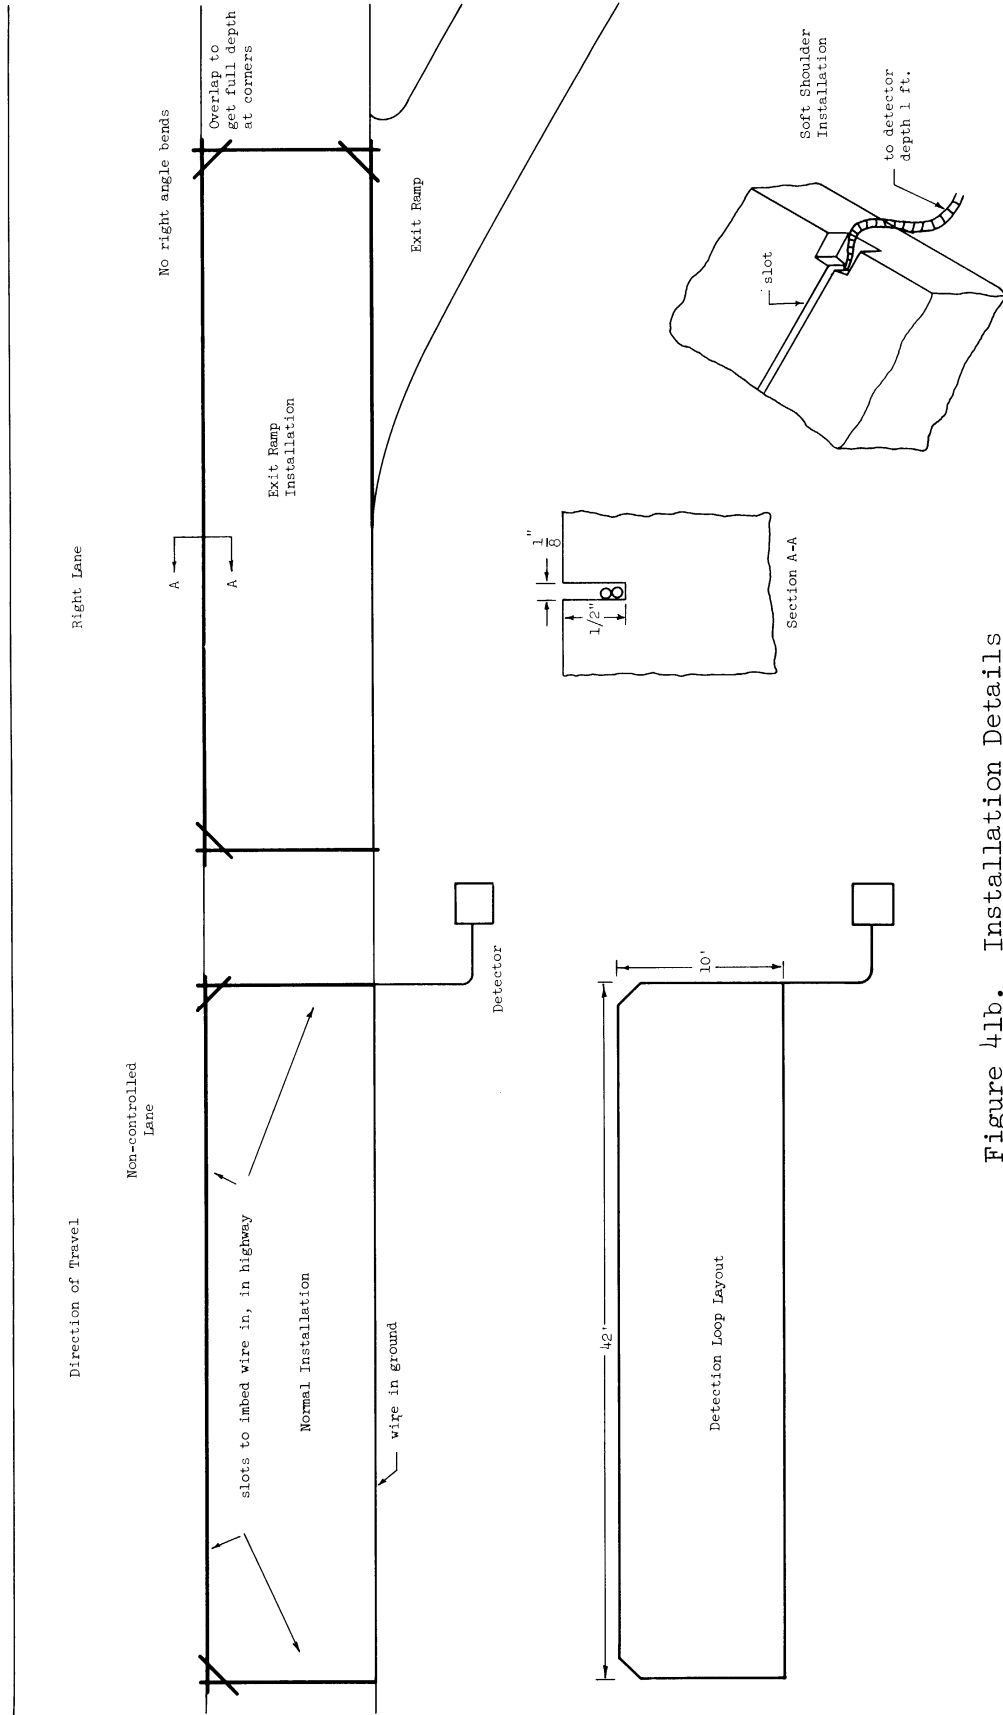 Direction of Travel
Right Lane
Non-controlled
Lane
No right angle bends
Overlap to
get full depth
at corners
slots to imbed wire in, in highway
A
A
Normal Installation
Exit Ramp
Installation
wire in ground
Exit Ramp
Detector
42'
10'
Detection Loop Layout
1/2"
1/8"
Section A-A
slot
Soft Shoulder
Installation
to detector
depth 1 ft.
Figure 41b. Installation Details